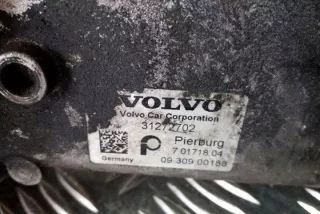 VOLVO
Volvo Car Corporation
31272702
Pierburg
7 01718 04
Germany
09 309 00188